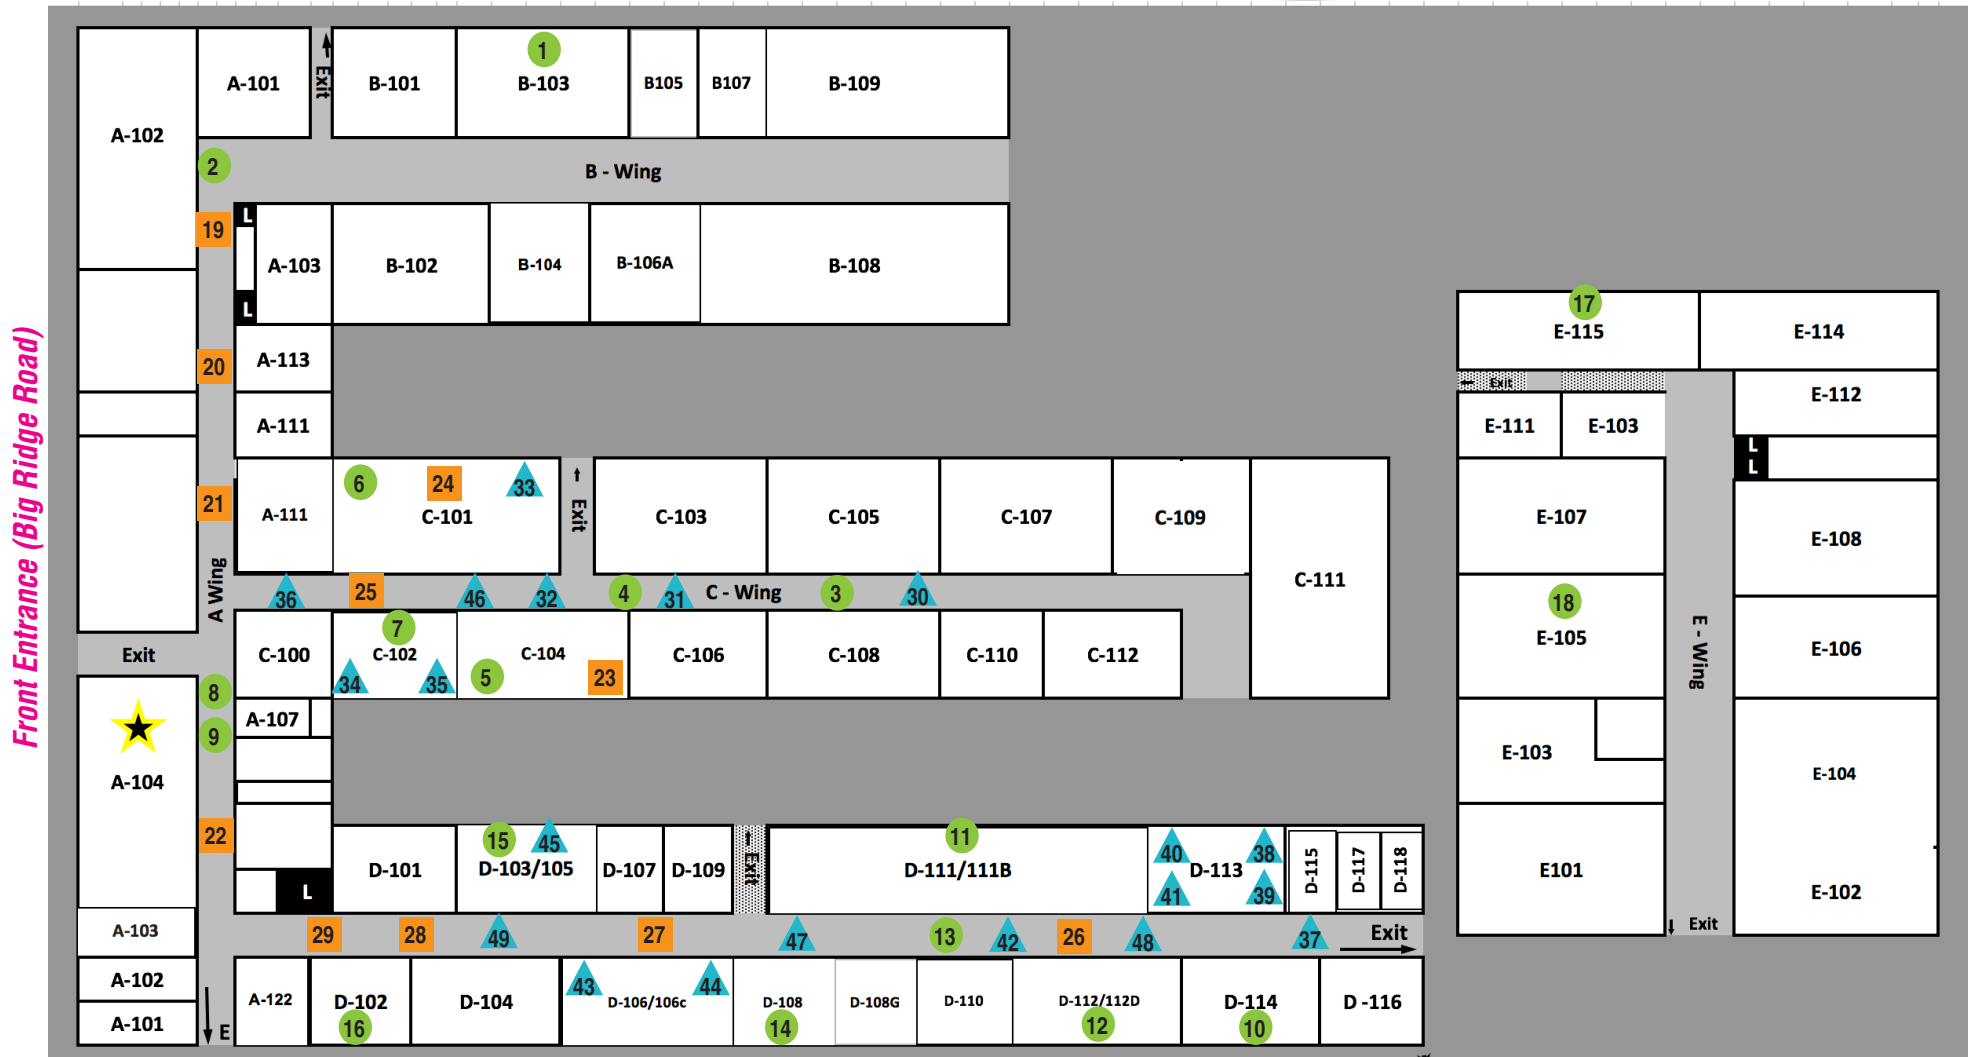 Front Entrance (Big Ridge Road)
A-102
A-101
Exit
B-101
1
B-103
B105
B107
B-109
2
B - Wing
19
L
L
A-103
B-102
B-104
B-106A
B-108
20
A-113
A-111
21
A-111
6
24
33
C-101
Exit
C-103
C-105
C-107
C-109
C-111
A Wing
36
25
46
32
4
31
C - Wing
3
30
Exit
C-100
7
C-102
34
35
C-104
5
23
C-106
C-108
C-110
C-112
8
9
A-107
A-104
22
L
D-101
15
45
D-103/105
D-107
D-109
Exit
11
D-111/111B
40
38
D-113
41
39
D-115
D-117
D-118
A-103
29
28
49
27
47
13
42
26
48
37
Exit
A-102
A-101
E
A-122
D-102
16
D-104
43
44
D-106/106c
D-108
14
D-108G
D-110
D-112/112D
12
D-114
10
D -116
17
E-115
E-114
Exit
E-112
E-111
E-103
L
L
E-107
E-108
18
E-105
E - Wing
E-106
E-103
E-104
E101
E-102
Exit